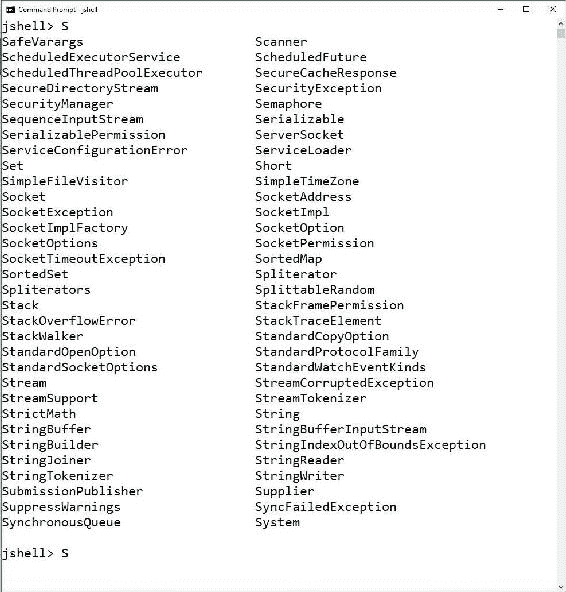 Command Prompt - jshell
jshell> S
SafeVarargs Scanner
ScheduledExecutorService ScheduledFuture
ScheduledThreadPoolExecutor SecureCacheResponse
SecureDirectoryStream SecurityException
SecurityManager Semaphore
SequenceInputStream Serializable
SerializablePermission ServerSocket
ServiceConfigurationError ServiceLoader
Set Short
SimpleFileVisitor SimpleTimeZone
Socket SocketAddress
SocketException SocketImpl
SocketImplFactory SocketOption
SocketOptions SocketPermission
SocketTimeoutException SortedMap
SortedSet Spliterator
Spliterators SplittableRandom
Stack StackFramePermission
StackOverflowError StackTraceElement
StackWalker StandardCopyOption
StandardOpenOption StandardProtocolFamily
StandardSocketOptions StandardWatchEventKinds
Stream StreamCorruptedException
StreamSupport StreamTokenizer
StrictMath String
StringBuffer StringBufferInputStream
StringBuilder StringIndexOutOfBoundsException
StringJoiner StringReader
StringTokenizer StringWriter
SubmissionPublisher Supplier
SuppressWarnings SyncFailedException
SynchronousQueue System
jshell> S